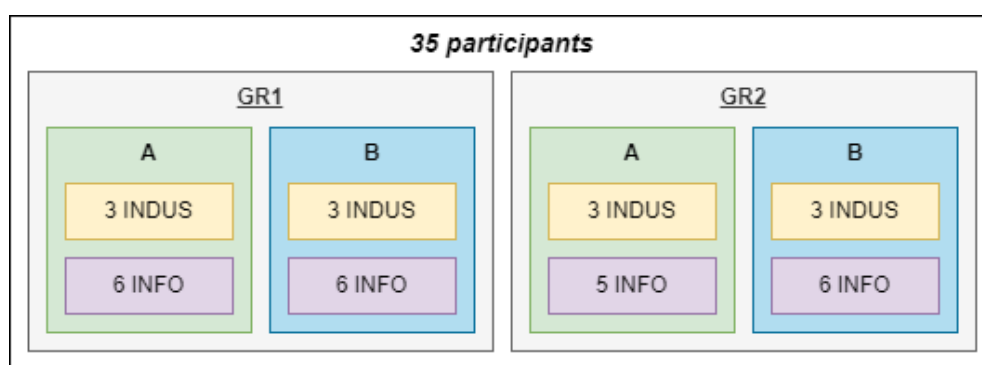 35 participants
GR1
A
3 INDUS
6 INFO
B
3 INDUS
6 INFO
GR2
A
3 INDUS
5 INFO
B
3 INDUS
6 INFO